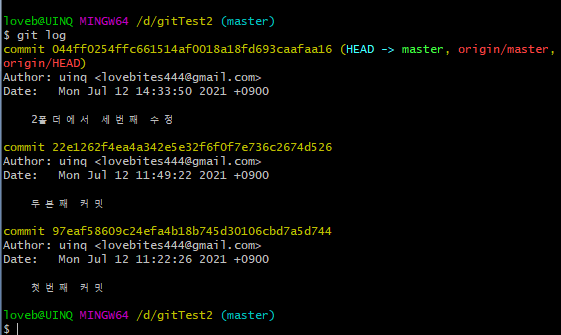 loveb@UINQ MINGW64 /d/gitTest2 (master)
$ git log
commit 044ff0254ffc661514af0018a18fd693caafaa16 (HEAD -> master, origin/master,
origin/HEAD)
Author: uinq <lovebites444@gmail.com>
Date:   Mon Jul 12 14:33:50 2021 +0900
2폴더에서 세번째 수정
commit 22e1262f4ea4a342e5e32f6f0f7e736c2674d526
Author: uinq <lovebites444@gmail.com>
Date:   Mon Jul 12 11:49:22 2021 +0900
두번째 커밋
commit 97eaf58609c24efa4b18b745d30106cbd7a5d744
Author: uinq <lovebites444@gmail.com>
Date:   Mon Jul 12 11:22:26 2021 +0900
첫번째 커밋
loveb@UINQ MINGW64 /d/gitTest2 (master)
$